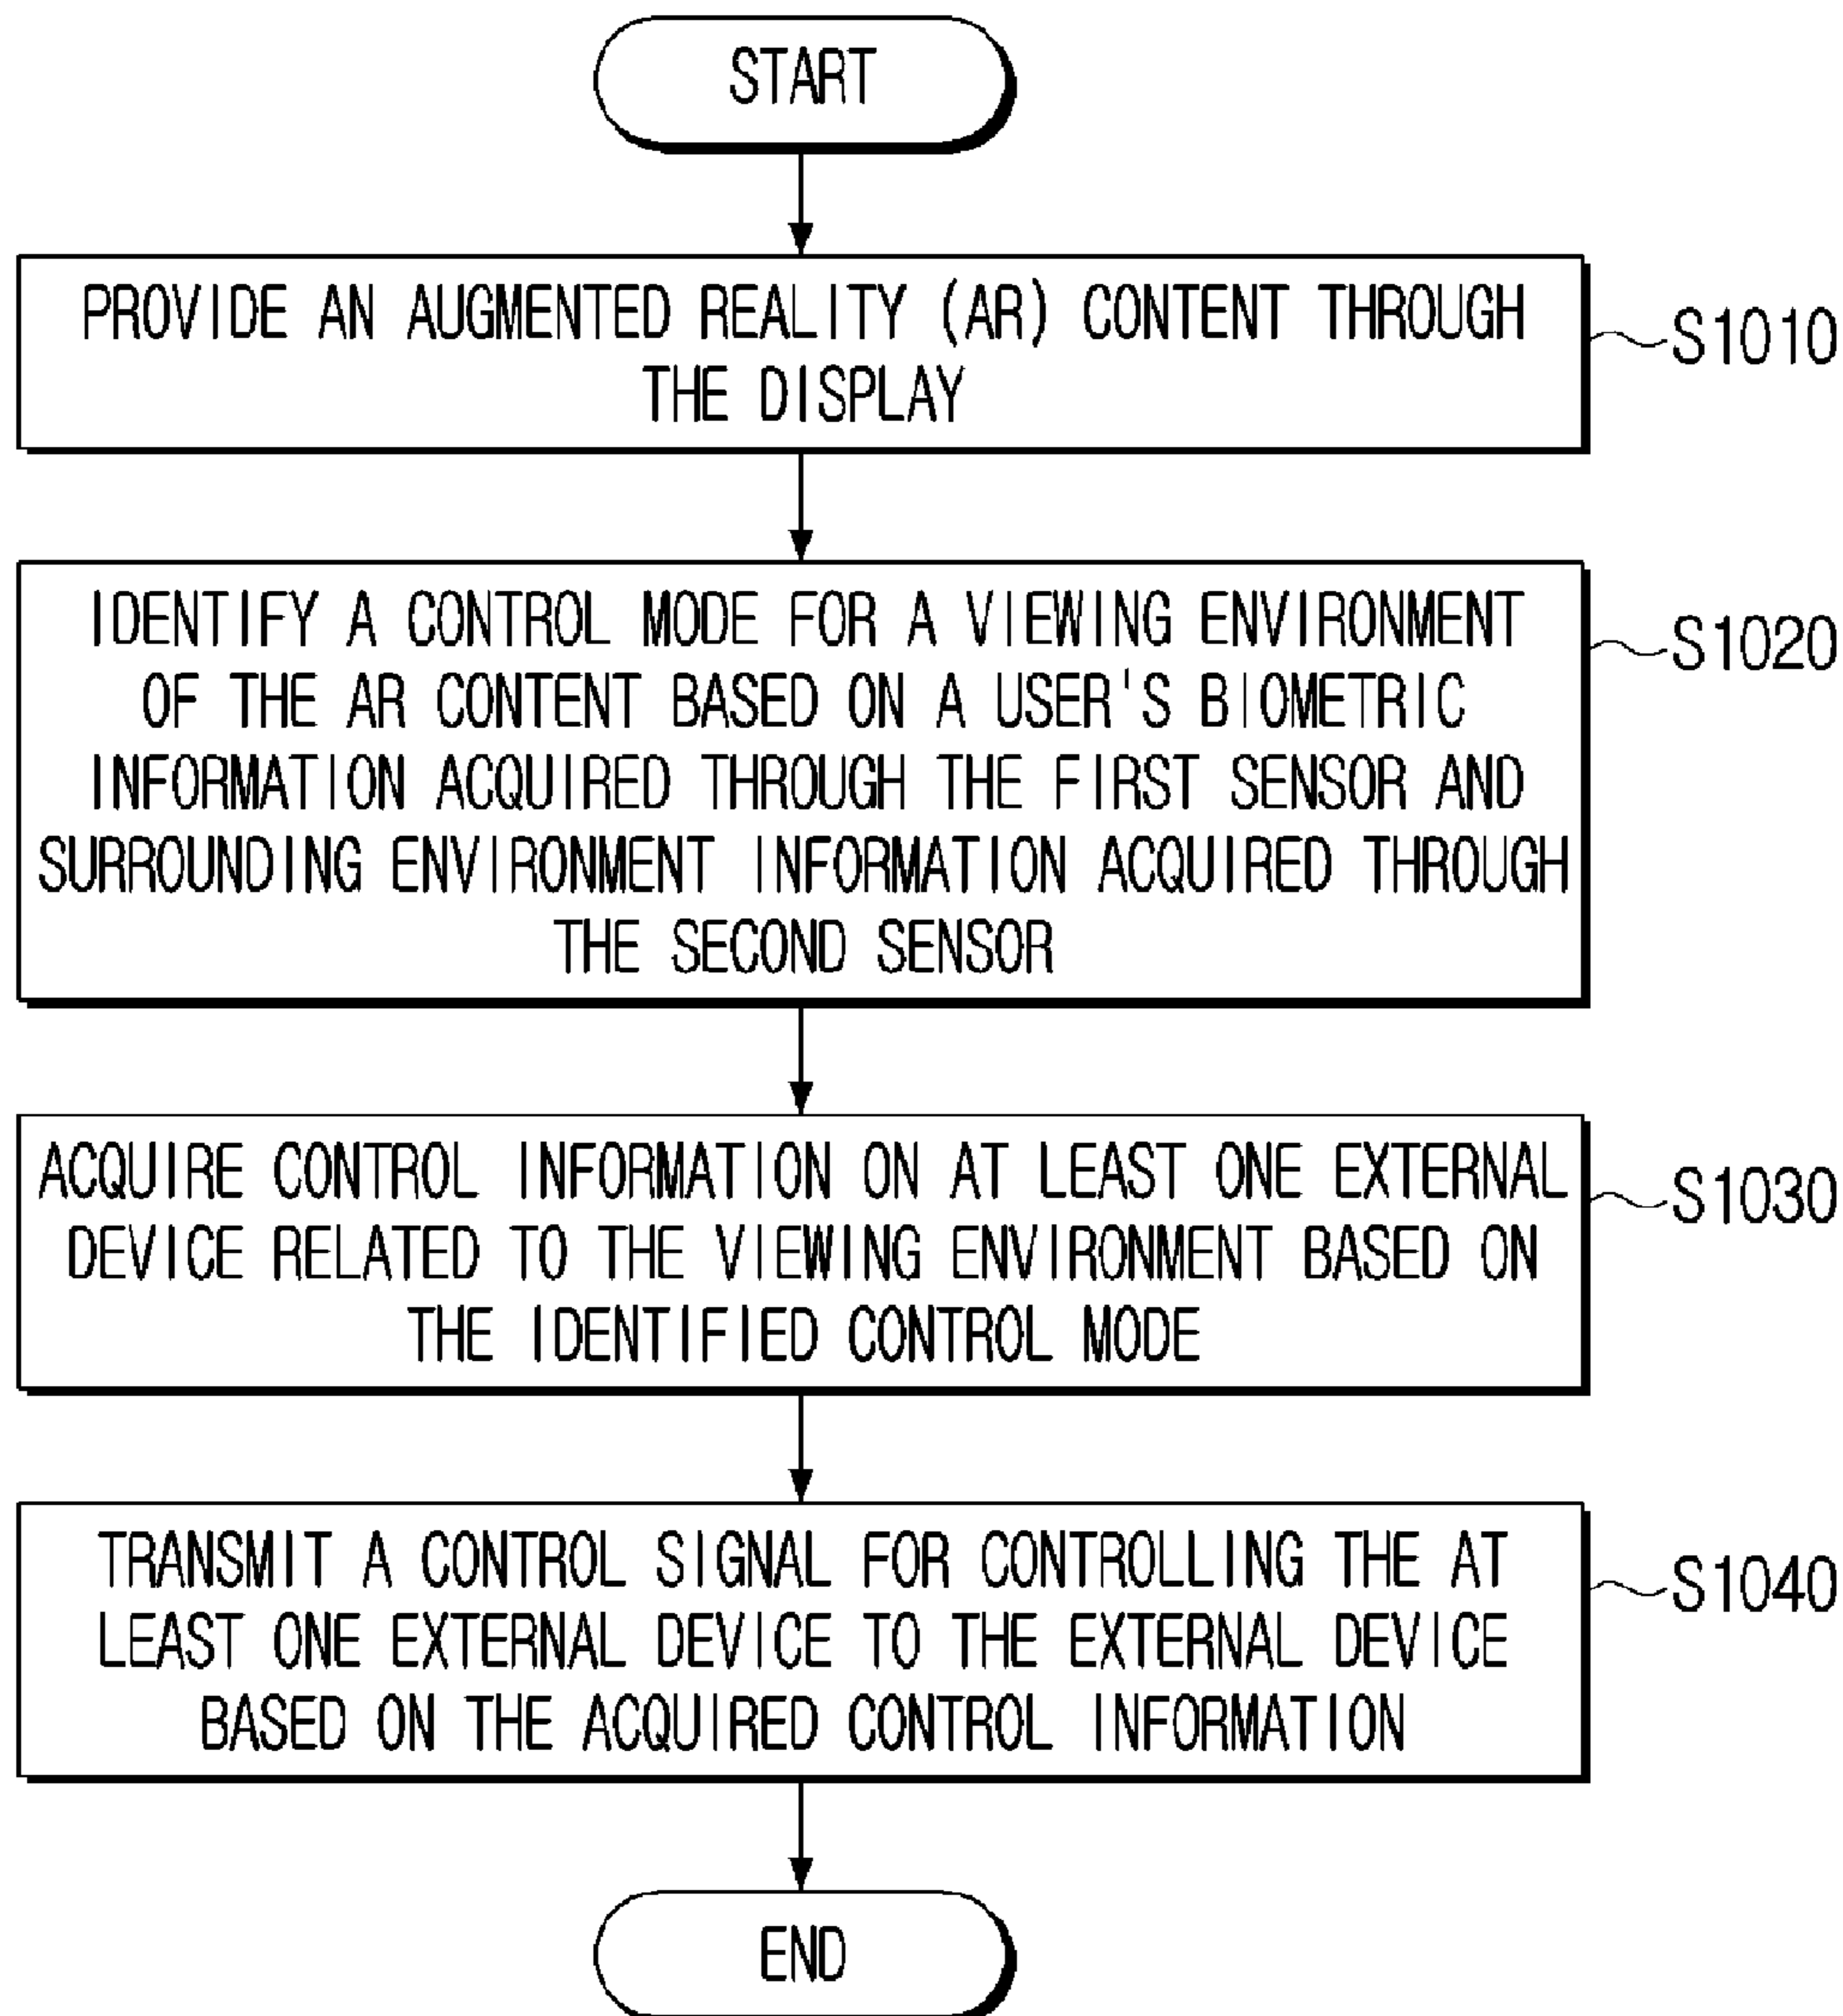 START
PROVIDE AN AUGMENTED REALITY (AR) CONTENT THROUGH
THE DISPLAY
S1010
IDENTIFY A CONTROL MODE FOR A VIEWING ENVIRONMENT
OF THE AR CONTENT BASED ON A USER'S BIOMETRIC
INFORMATION ACQUIRED THROUGH THE FIRST SENSOR AND
SURROUNDING ENVIRONMENT INFORMATION ACQUIRED THROUGH
THE SECOND SENSOR
S1020
ACQUIRE CONTROL INFORMATION ON AT LEAST ONE EXTERNAL
DEVICE RELATED TO THE VIEWING ENVIRONMENT BASED ON
THE IDENTIFIED CONTROL MODE
S1030
TRANSMIT A CONTROL SIGNAL FOR CONTROLLING THE AT
LEAST ONE EXTERNAL DEVICE TO THE EXTERNAL DEVICE
BASED ON THE ACQUIRED CONTROL INFORMATION
S1040
END